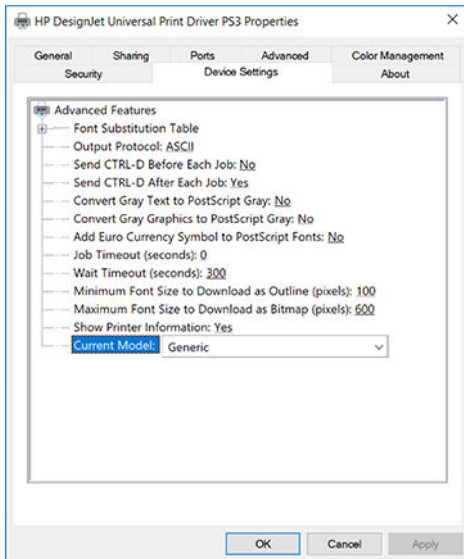 HP DesignJet Universal Print Driver PS3 Properties
General Sharing Ports Advanced Color Management
Security Device Settings About
Advanced Features
Font Substitution Table
Output Protocol: ASCII
Send CTRL-D Before Each Job: No
Send CTRL-D After Each Job: Yes
Convert Gray Text to PostScript Gray: No
Convert Gray Graphics to PostScript Gray: No
Add Euro Currency Symbol to PostScript Fonts: No
Job Timeout (seconds): 0
Wait Timeout (seconds): 300
Minimum Font Size to Download as Outline (pixels): 100
Maximum Font Size to Download as Bitmap (pixels): 600
Show Printer Information: Yes
Current Model: Generic
OK Cancel Apply